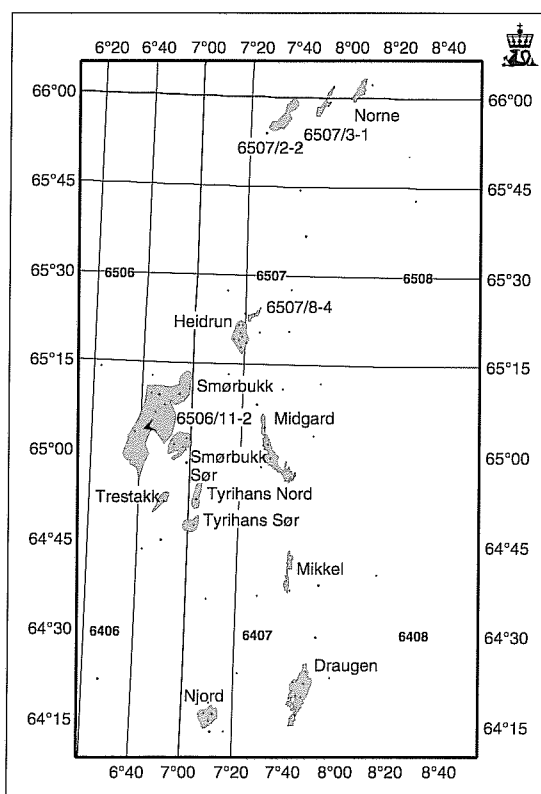 6°20 6°40 7°00 7°20 7°40 8°00 8°20 8°40
66°00 66°00
Norne
6507/3-1
6507/2-2
65°45 65°45
65°30 6506 6507 6508 65°30
6507/8-4
Heidrun
65°15 65°15
Smørbukk
6506/11-2 Midgard
65°00 65°00
Smørbukk
Sør
Trestakk Tyrihans Nord
Tyrihans Sør
64°45 64°45
Mikkel
64°30 6406 6407 6408 64°30
Draugen
Njord
64°15 64°15
6°40 7°00 7°20 7°40 8°00 8°20 8°40